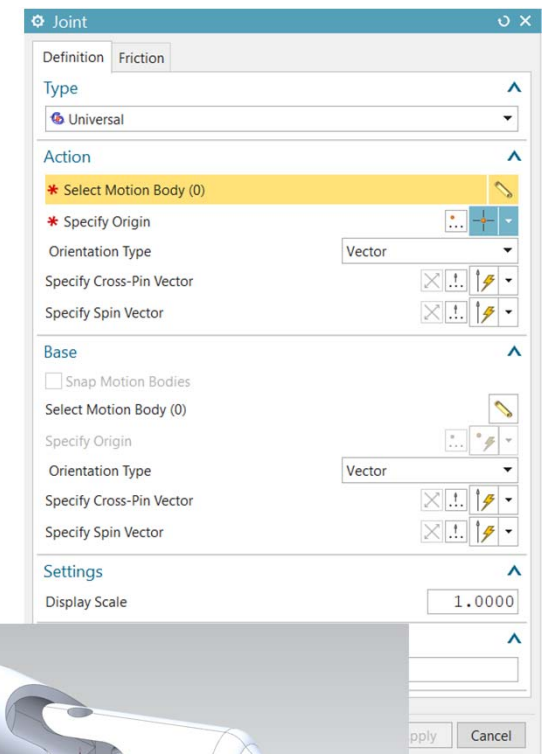 Joint
Definition Friction
Type
Universal
Action
* Select Motion Body (0)
* Specify Origin
Orientation Type Vector
Specify Cross-Pin Vector
Specify Spin Vector
Base
Snap Motion Bodies
Select Motion Body (0)
Specify Origin
Orientation Type Vector
Specify Cross-Pin Vector
Specify Spin Vector
Settings
Display Scale 1.0000
Cancel